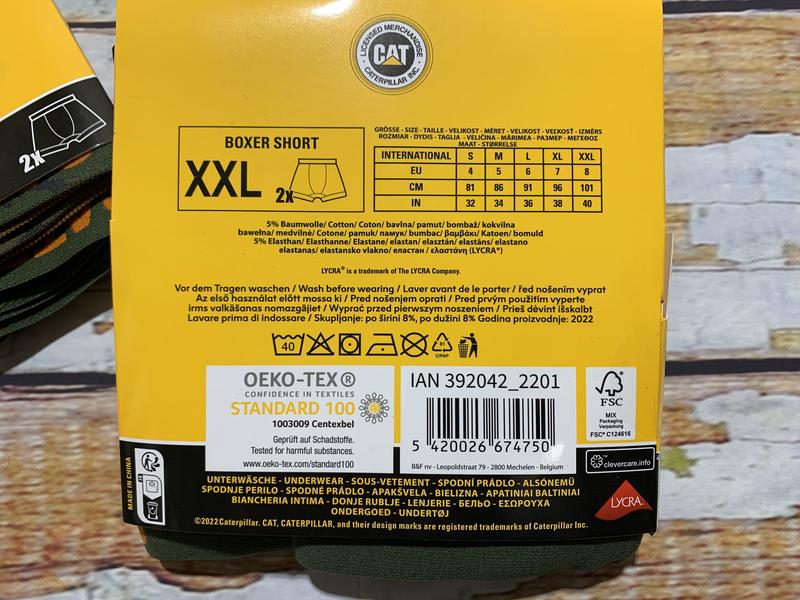 LICENSED MERCHANDISE
CAT
CATERPILLAR INC.
2x
BOXER SHORT
XXL
2x
GRÖSSE - SIZE - TAILLE - VELIKOST - MÉRET - VELIKOST - VEĽKOSŤ - IZMĒRS
ROZMIAR - DYDIS - TAGLIA - VELIČINA - MĂRIMEA - РАЗМЕР - ΜΕΓΕΘΟΣ
MAAT - STØRRELSE
INTERNATIONAL S M L XL XXL
EU 4 5 6 7 8
CM 81 86 91 96 101
IN 32 34 36 38 40
5% Baumwolle/ Cotton/ Coton/ bavlna/ pamut/ bombaž/ kokvilna
bawełna/ medvilnė/ Cotone/ pamuk/ памук/ bumbac/ βαμβάκι/ Katoen/ bomuld
5% Elasthan/ Elasthanne/ Elastane/ elastan/ elasztán/ elastāns/ elastano
elastanas/ elastansko vlakno/ еластан / ελαστάνη (LYCRA®)
LYCRA® is a trademark of The LYCRA Company.
Vor dem Tragen waschen / Wash before wearing / Laver avant de le porter / řed nošením vyprat
Az első használat előtt mossa ki / Pred nošenjem oprati / Pred prvým použitím vyperte
irms valkāšanas nomazgājiet / Wyprać przed pierwszym noszeniem / Prieš dėvint išskalbt
Lavare prima di indossare / Skupljanje: po širini 8%, po dužini 8% Godina proizvodnje: 2022
40
81
C/PAP
OEKO-TEX®
CONFIDENCE IN TEXTILES
STANDARD 100
1003009 Centexbel
Geprüft auf Schadstoffe.
Tested for harmful substances.
www.oeko-tex.com/standard100
IAN 392042_2201
5 420026 674750
B&F nv - Leopoldstraat 79 - 2800 Mechelen - Belgium
FSC
MIX
Packaging
Verpackung
FSC® C124616
clevercare.info
MADE IN CHINA
UNTERWÄSCHE - UNDERWEAR - SOUS-VETEMENT - SPODNÍ PRÁDLO - ALSÓNEMŰ
SPODNJE PERILO - SPODNÉ PRÁDLO - APAKŠVEĻA - BIELIZNA - APATINIAI BALTINIAI
BIANCHERIA INTIMA - DONJE RUBLJE - LENJERIE - БЕЛЬО - ΕΣΩΡΟΥΧΑ
ONDERGOED - UNDERTØJ
©2022 Caterpillar. CAT, CATERPILLAR, and their design marks are registered trademarks of Caterpillar Inc.
LYCRA